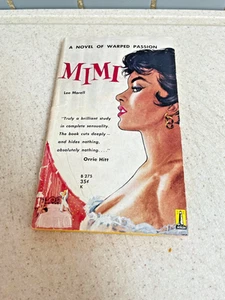 A NOVEL OF WARPED PASSION
MIMI
Lee Morell
"Truly a brilliant study
in complete sensuality.
The book cuts deeply –
and hides nothing,
absolutely nothing. . . ."
Orrie Hitt
B 275
35¢
K